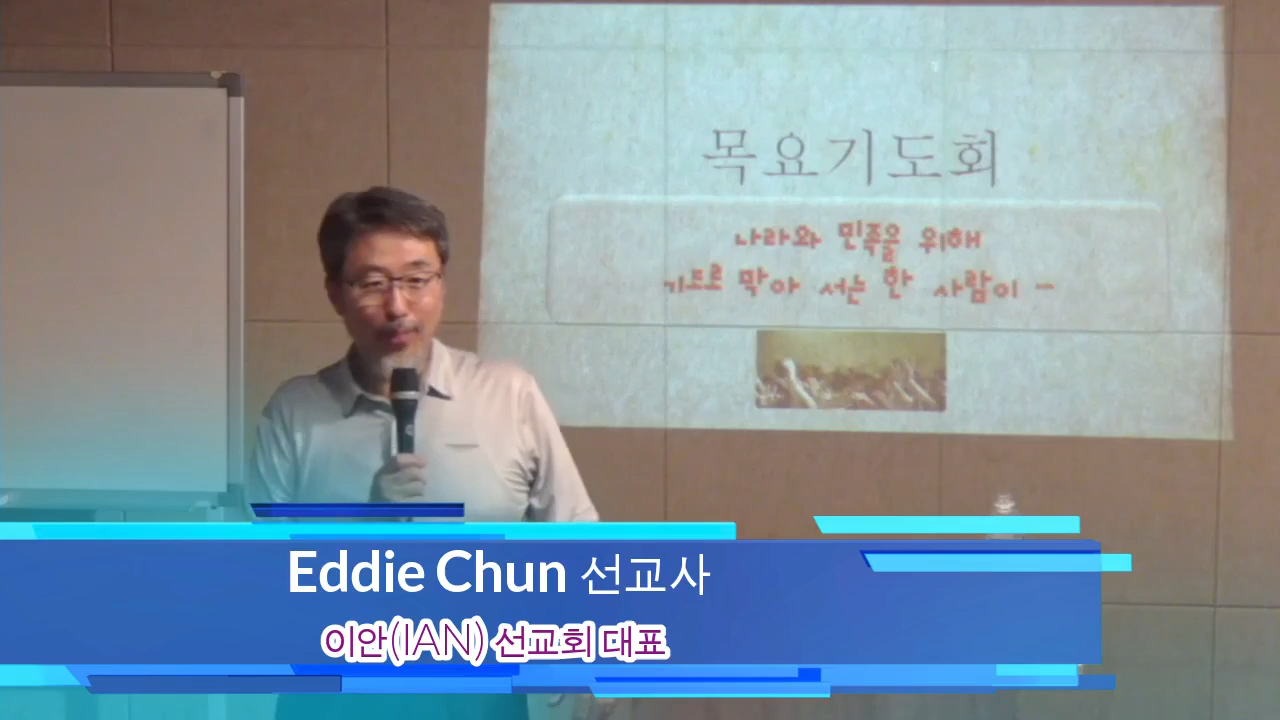 목요기도회
나라와 민족을 위해
기도로 막아 서는 한 사람이 -
Eddie Chun 선교사
이안(IAN) 선교회 대표